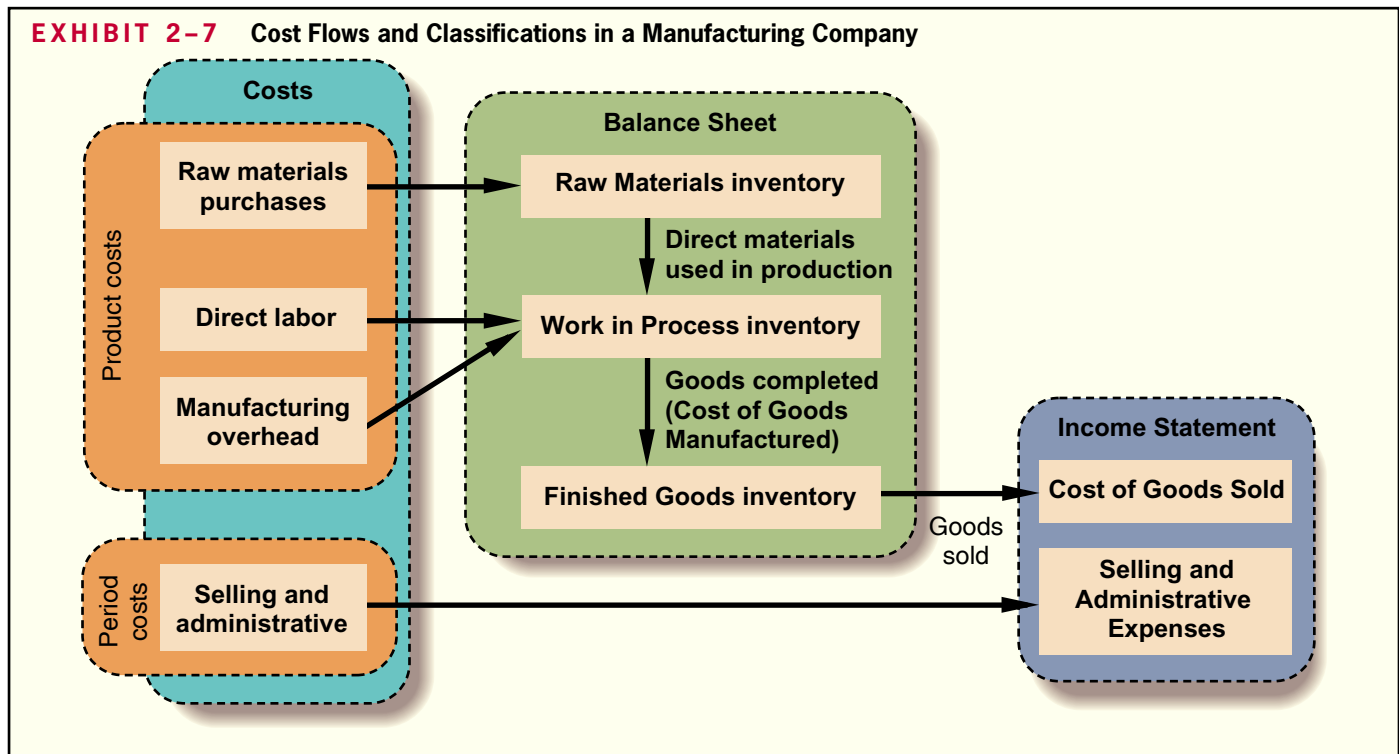 EXHIBIT 2–7 Cost Flows and Classifications in a Manufacturing Company
Costs
Product costs
Raw materials
purchases
Direct labor
Manufacturing
overhead
Period
costs
Selling and
administrative
Balance Sheet
Raw Materials inventory
Direct materials
used in production
Work in Process inventory
Goods completed
(Cost of Goods
Manufactured)
Finished Goods inventory
Goods
sold
Income Statement
Cost of Goods Sold
Selling and
Administrative
Expenses